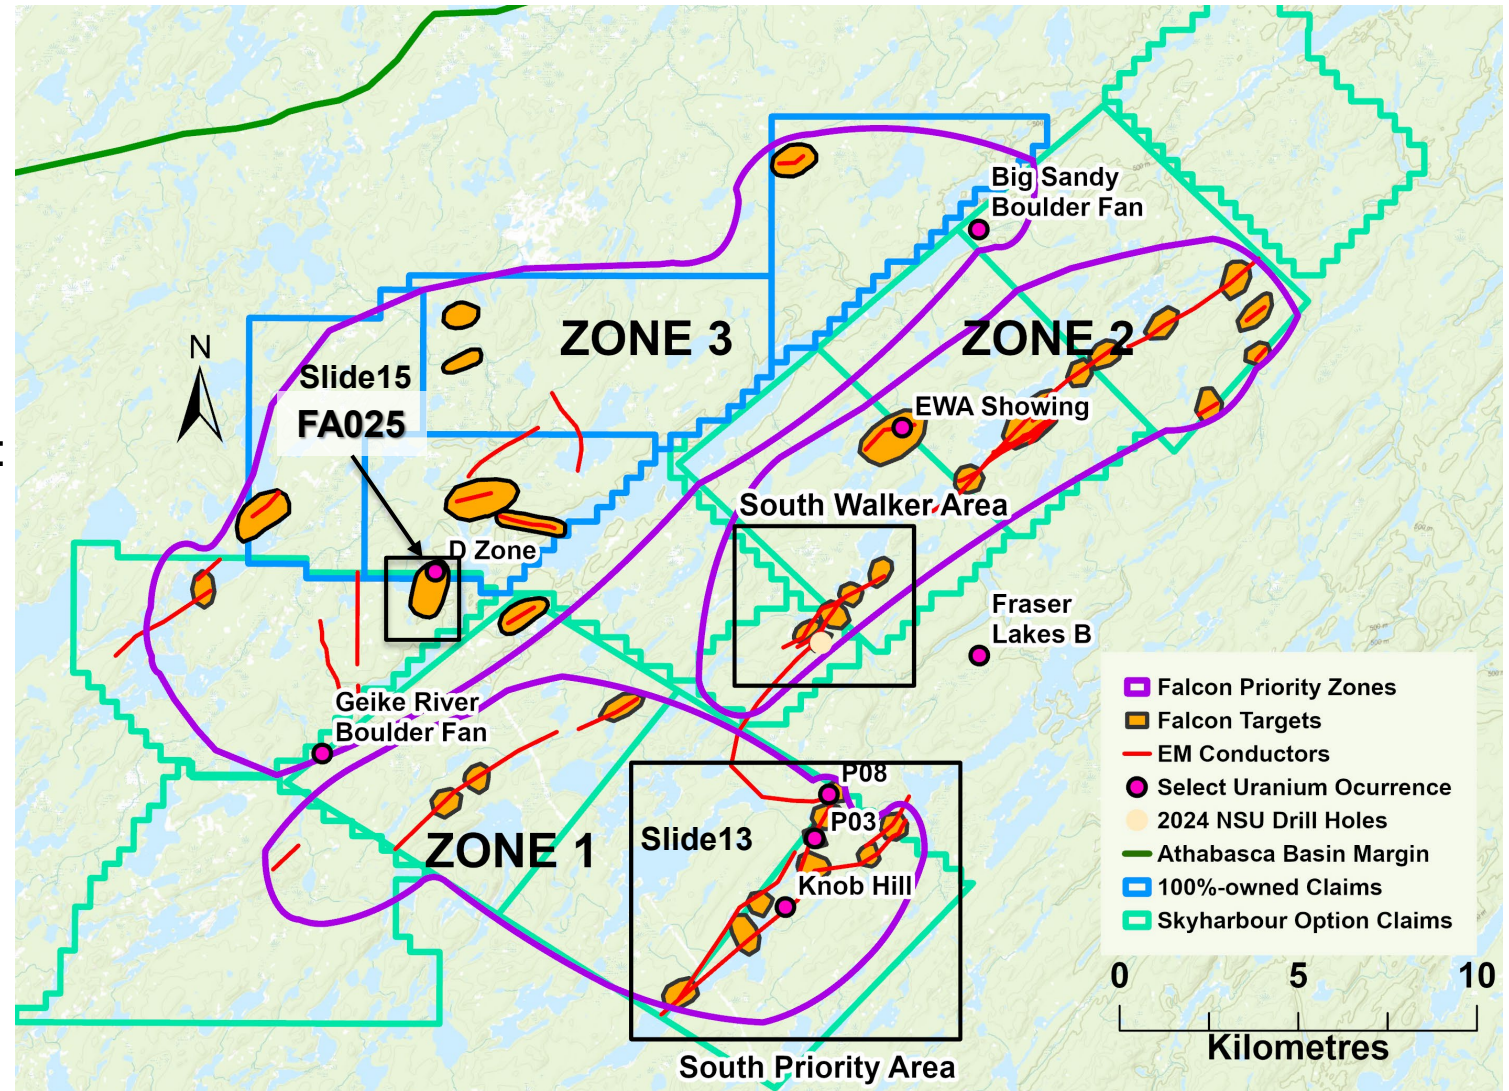 Big Sandy
Boulder Fan
ZONE 3
ZONE 2
N
Slide15
FA025
EWA Showing
South Walker Area
D Zone
Fraser
Lakes B
Geike River
Boulder Fan
P08
P03
Slide13
ZONE 1
Knob Hill
South Priority Area
Falcon Priority Zones
Falcon Targets
EM Conductors
Select Uranium Ocurrence
2024 NSU Drill Holes
Athabasca Basin Margin
100%-owned Claims
Skyharbour Option Claims
0 5 10
Kilometres